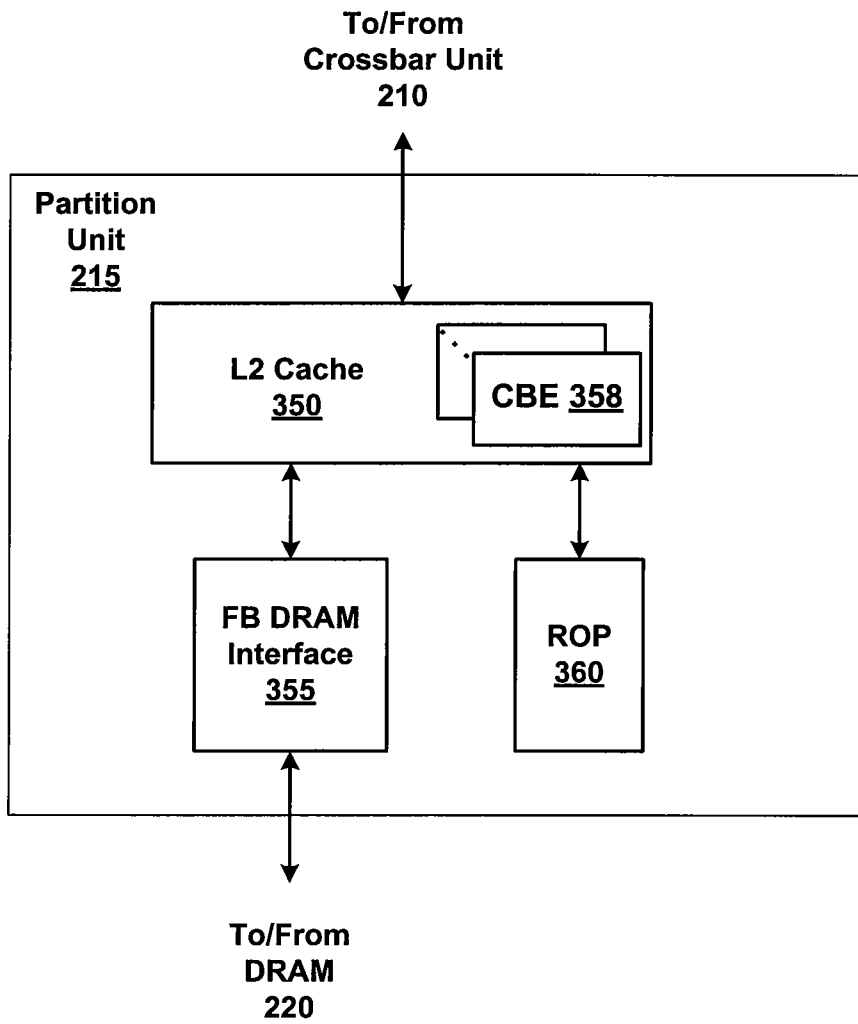 To/From
Crossbar Unit
210
Partition
Unit
215
L2 Cache
350
CBE 358
FB DRAM
Interface
355
ROP
360
To/From
DRAM
220